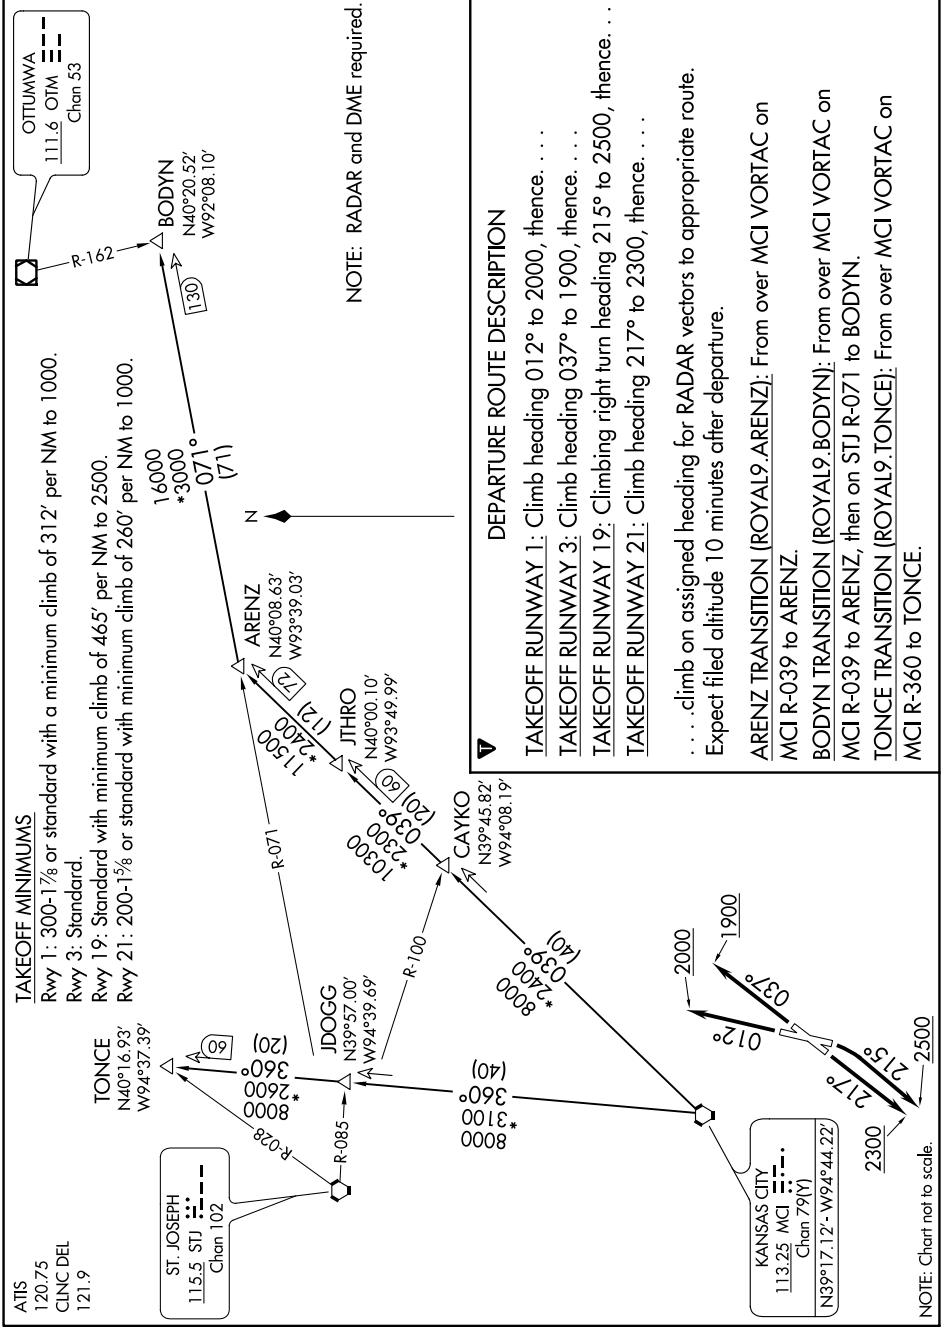 ATIS
120.75
CLNC DEL
121.9
TAKEOFF MINIMUMS
Rwy 1: 300-1⅞ or standard with a minimum climb of 312' per NM to 1000.
Rwy 3: Standard.
Rwy 19: Standard with minimum climb of 465' per NM to 2500.
Rwy 21: 200-1⅝ or standard with minimum climb of 260' per NM to 1000.
OTTUMWA
111.6 OTM
Chan 53
R-162
BODYN
N40°20.52'
W92°08.10'
130
NOTE: RADAR and DME required.
16000
*3000
071°
(71)
N
ARENZ
N40°08.63'
W93°39.03'
72
11500
*2400
(12)
JTHRO
N40°00.10'
W93°49.99'
60
10300
*2300
039°
(20)
CAYKO
N39°45.82'
W94°08.19'
R-071
R-100
TONCE
N40°16.93'
W94°37.39'
60
8000
*2600
360°
(20)
JDOGG
N39°57.00'
W94°39.69'
R-028
R-085
ST. JOSEPH
115.5 STJ
Chan 102
8000
*3100
360°
(40)
8000
*2400
039°
(40)
KANSAS CITY
113.25 MCI
Chan 79(Y)
N39°17.12'- W94°44.22'
2000
1900
012°
037°
217°
215°
2300
2500
NOTE: Chart not to scale.
T
DEPARTURE ROUTE DESCRIPTION
TAKEOFF RUNWAY 1: Climb heading 012° to 2000, thence. . . .
TAKEOFF RUNWAY 3: Climb heading 037° to 1900, thence. . . .
TAKEOFF RUNWAY 19: Climbing right turn heading 215° to 2500, thence. . .
TAKEOFF RUNWAY 21: Climb heading 217° to 2300, thence. . . .
. . . .climb on assigned heading for RADAR vectors to appropriate route.
Expect filed altitude 10 minutes after departure.
ARENZ TRANSITION (ROYAL9.ARENZ): From over MCI VORTAC on
MCI R-039 to ARENZ.
BODYN TRANSITION (ROYAL9.BODYN): From over MCI VORTAC on
MCI R-039 to ARENZ, then on STJ R-071 to BODYN.
TONCE TRANSITION (ROYAL9.TONCE): From over MCI VORTAC on
MCI R-360 to TONCE.